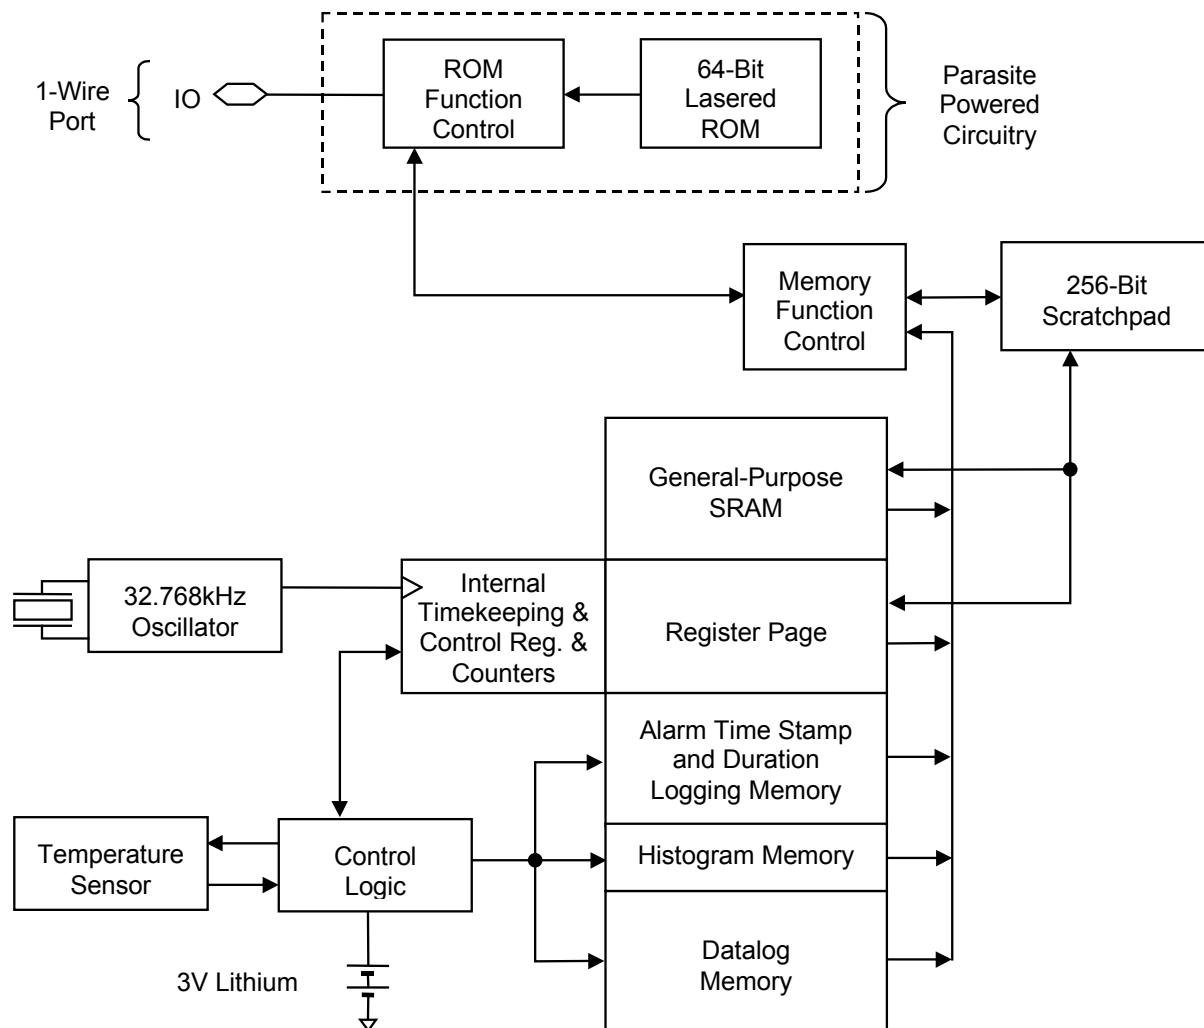 1-Wire
Port
IO
ROM
Function
Control
64-Bit
Lasered
ROM
Parasite
Powered
Circuitry
Memory
Function
Control
256-Bit
Scratchpad
General-Purpose
SRAM
32.768kHz
Oscillator
Internal
Timekeeping &
Control Reg. &
Counters
Register Page
Alarm Time Stamp
and Duration
Logging Memory
Temperature
Sensor
Control
Logic
Histogram Memory
Datalog
Memory
3V Lithium